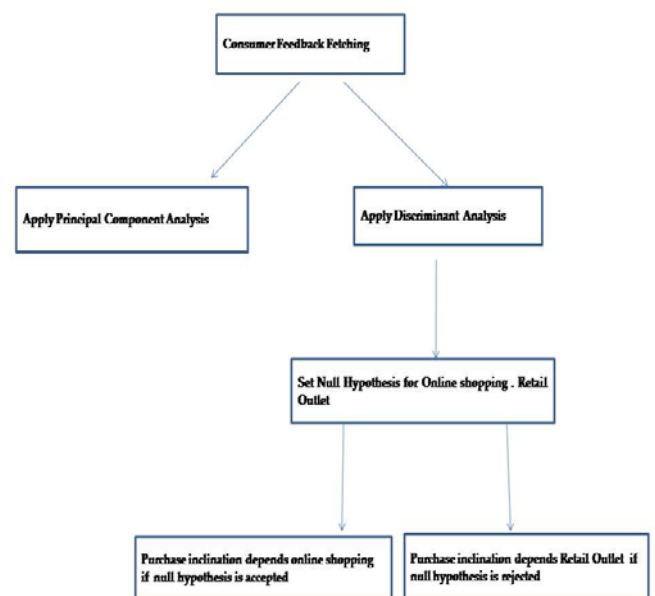 Consumer Feedback Fetching
Apply Principal Component Analysis
Apply Discriminant Analysis
Set Null Hypothesis for Online shopping . Retail
Outlet
Purchase inclination depends online shopping
if null hypothesis is accepted
Purchase inclination depends Retail Outlet if
null hypothesis is rejected